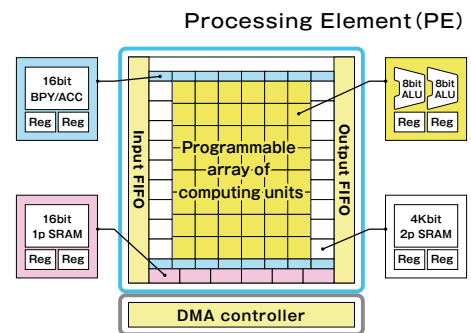 Processing Element(PE)
16bit
BPY/ACC
Reg Reg
8bit
ALU
8bit
ALU
Reg Reg
Input FIFO
Programmable
array of
computing units
Output FIFO
16bit
1p SRAM
Reg Reg
4Kbit
2p SRAM
Reg Reg
DMA controller